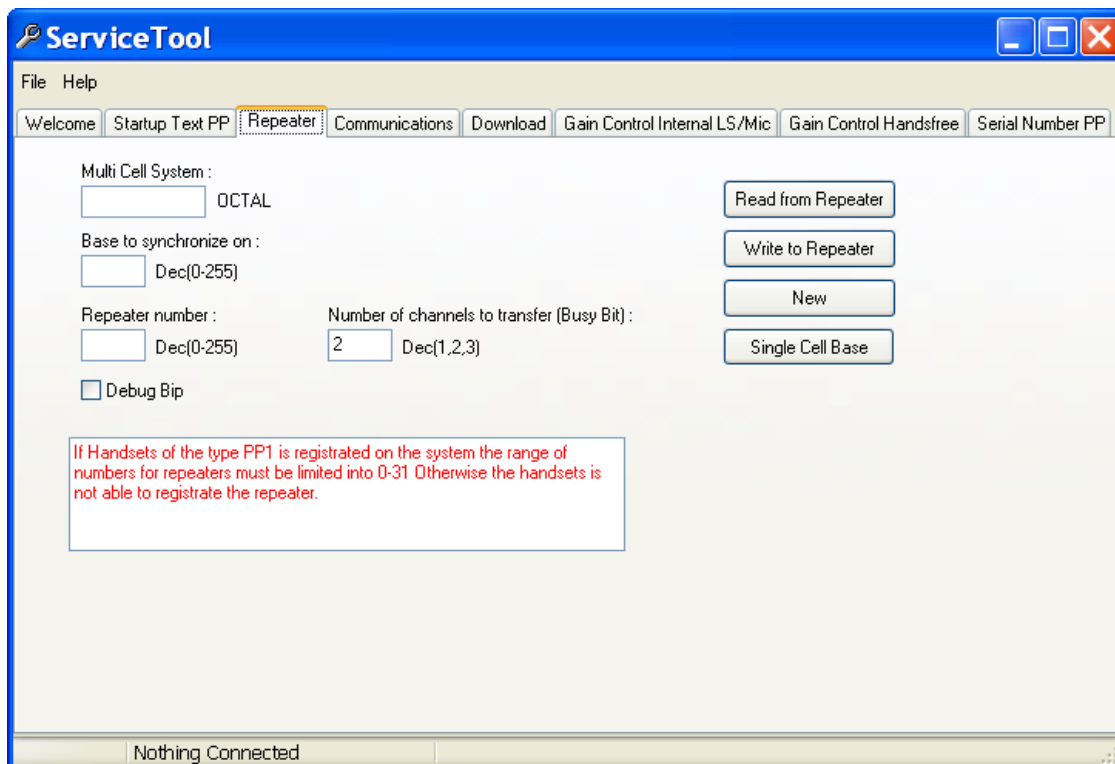 ServiceTool
File Help
Welcome Startup Text PP Repeater Communications Download Gain Control Internal LS/Mic Gain Control Handsfree Serial Number PP
Multi Cell System :
OCTAL
Read from Repeater
Base to synchronize on :
Write to Repeater
Dec(0-255)
New
Repeater number :
Number of channels to transfer (Busy Bit) :
Dec(0-255)
2 Dec(1,2,3)
Single Cell Base
Debug Bip
If Handsets of the type PP1 is registrated on the system the range of
numbers for repeaters must be limited into 0-31 Otherwise the handsets is
not able to registrate the repeater.
Nothing Connected